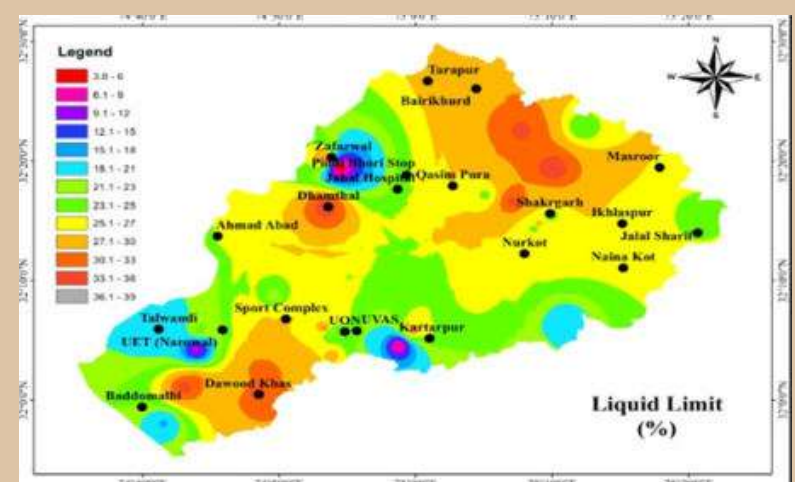 Legend
3.8 - 6
6.1 - 9
9.1 - 12
12.1 - 15
15.1 - 18
18.1 - 21
21.1 - 23
23.1 - 25
25.1 - 27
27.1 - 30
30.1 - 33
33.1 - 36
36.1 - 39
N
W
E
S
Tarapur
Bairikhurd
Zafarwal
Stop
Jabal Hospital
Qasim Pura
Masroor
Dhamthal
Shakrgarh
Ikhlaspur
Ahmad Abad
Jalal Sharif
Nurkot
Naina Kot
Sport Complex
Talwandi
UON
UVAS
Kartarpur
UET (Narowal)
Dawood Khas
Baddomalhi
Liquid Limit
(%)